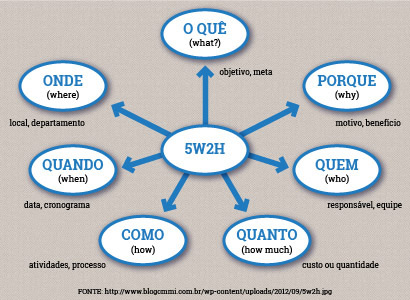 O QUÊ
(what?)
objetivo, meta
ONDE
(where)
local, departamento
PORQUE
(why)
motivo, benefício
5W2H
QUANDO
(when)
data, cronograma
QUEM
(who)
responsável, equipe
COMO
(how)
atividades, processo
QUANTO
(how much)
custo ou quantidade
FONTE: http://www.blogcmmi.com.br/wp-content/uploads/2012/09/5w2h.jpg